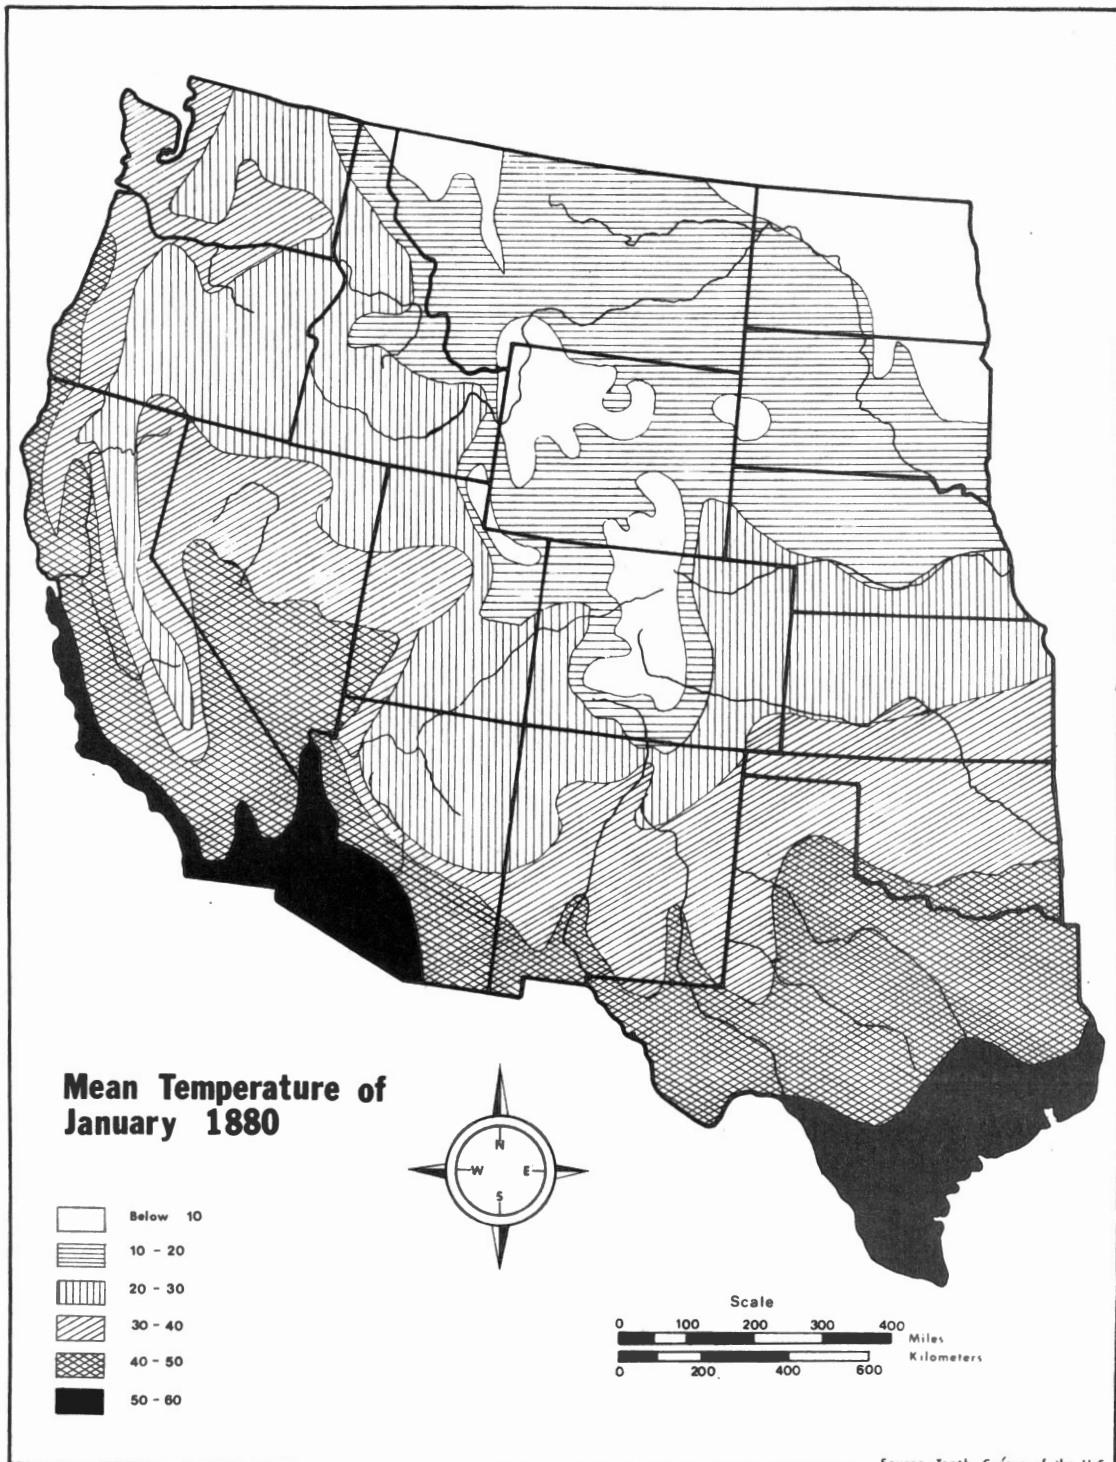 Mean Temperature of
January 1880
N
W E
S
Below 10
10 - 20
20 - 30
30 - 40
40 - 50
50 - 60
Scale
0 100 200 300 400
Miles
Kilometers
0 200 400 600